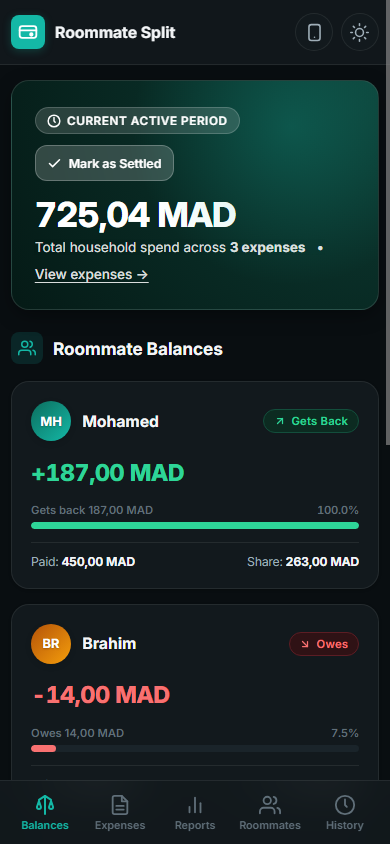 Roommate Split
CURRENT ACTIVE PERIOD
Mark as Settled
725,04 MAD
Total household spend across 3 expenses •
View expenses →
Roommate Balances
MH Mohamed Gets Back
+187,00 MAD
Gets back 187,00 MAD 100.0%
Paid: 450,00 MAD Share: 263,00 MAD
BR Brahim Owes
-14,00 MAD
Owes 14,00 MAD 7.5%
Balances Expenses Reports Roommates History